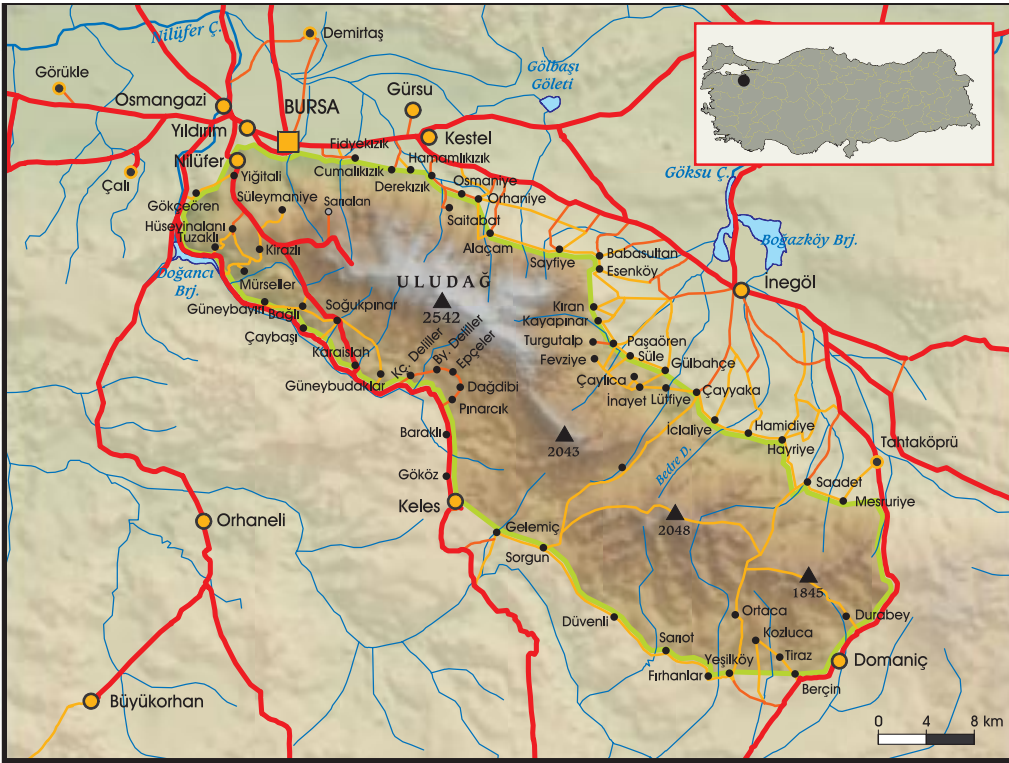 Nilüfer Ç.
Demirtaş
Görükle
Gölbaşı
Göleti
Osmangazi
BURSA
Gürsu
Yıldırım
Kestel
Fidyekızık
Hamamlıkızık
Nilüfer
Cumalıkızık
Derekızık
Göksu Ç.
Çalı
Yiğitali
Osmaniye
Süleymaniye
Sarıalan
Orhaniye
Gökçeören
Saitabat
Hüseyinalanı
Tuzaklı
Alaçam
Boğazköy Brj.
Kirazlı
Sayfiye
Babasultan
Doğancı
Brj.
Esenköy
Mürseller
ULUDAĞ
İnegöl
Güneybayırı
Bağlı
Soğukpınar
2542
Kıran
Kayapınar
Çaybaşı
Turgutalp
Paşaören
Karaislah
Kç. Deliller
By. Deliller
Epçeler
Fevziye
Süle
Gülbahçe
Güneybudaklar
Dağdibi
Çaylıca
İnayet
Lütfiye
Çayyaka
Pınarcık
Baraklı
2043
İclaliye
Hamidiye
Hayriye
Tahtaköprü
Gököz
Bedre D.
Saadet
Mesruriye
Keles
Orhaneli
Gelemiç
2048
Sorgun
1845
Düvenli
Ortaca
Durabey
Kozluca
Sarıot
Yeşilköy
Tiraz
Domaniç
Fırhanlar
Berçin
Büyükorhan
0 4 8 km